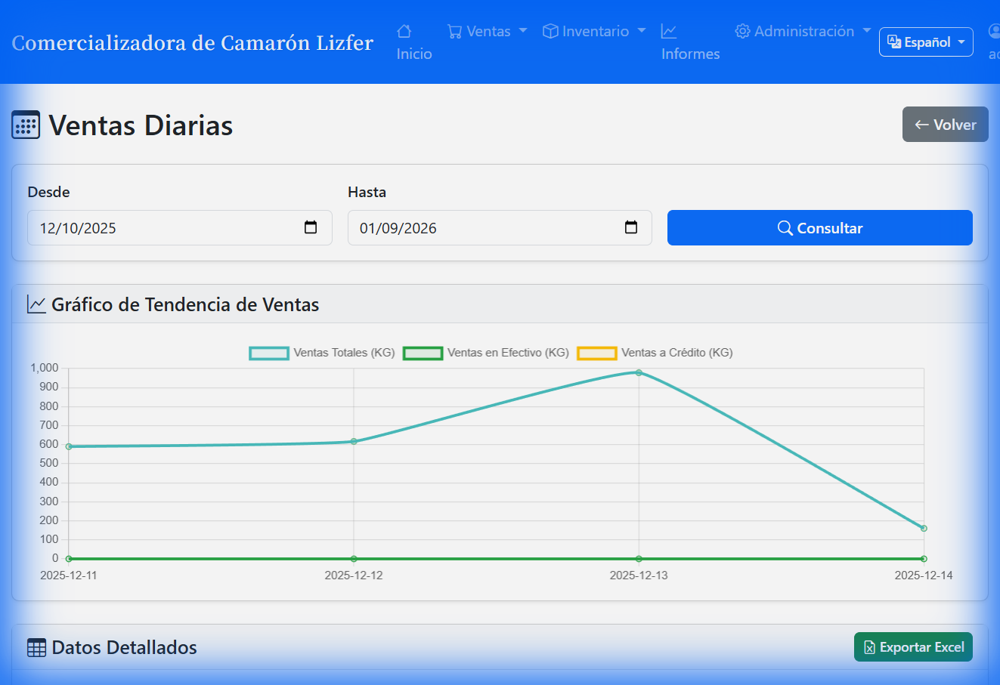 Comercializadora de Camarón Lizfer
Inicio
Ventas
Inventario
Informes
Administración
Español
Ventas Diarias
Volver
Desde
Hasta
12/10/2025
01/09/2026
Consultar
Gráfico de Tendencia de Ventas
Ventas Totales (KG)
Ventas en Efectivo (KG)
Ventas a Crédito (KG)
1,000
900
800
700
600
500
400
300
200
100
0
2025-12-11
2025-12-12
2025-12-13
2025-12-14
Datos Detallados
Exportar Excel